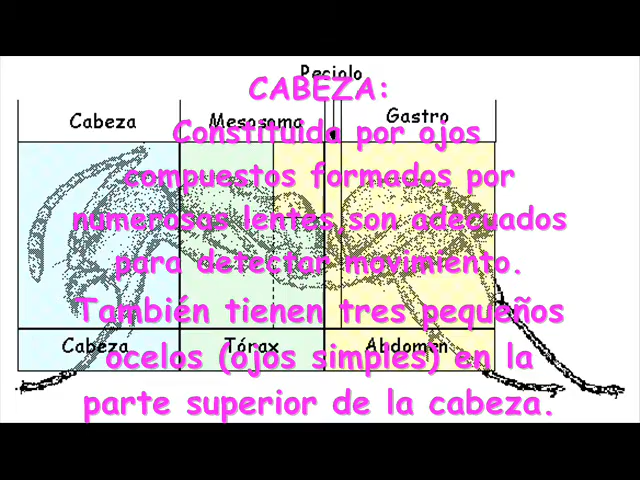 Peciolo
CABEZA:
Cabeza Mesosoma Gastro
Constituida por ojos
compuestos formados por
numerosas lentes,son adecuados
para detectar movimiento.
También tienen tres pequeños
Cabeza Tórax Abdomen
ocelos (ojos simples) en la
parte superior de la cabeza.